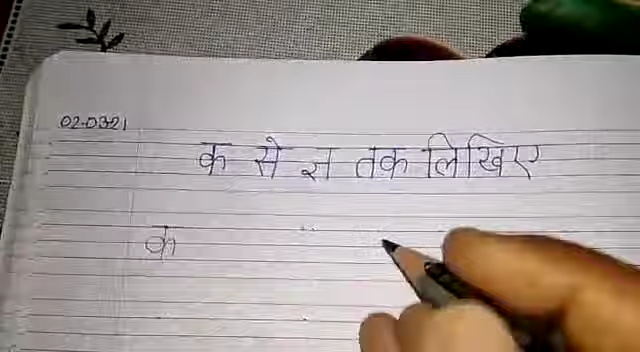 02-03-21
क से ज्ञ तक लिखिए
क